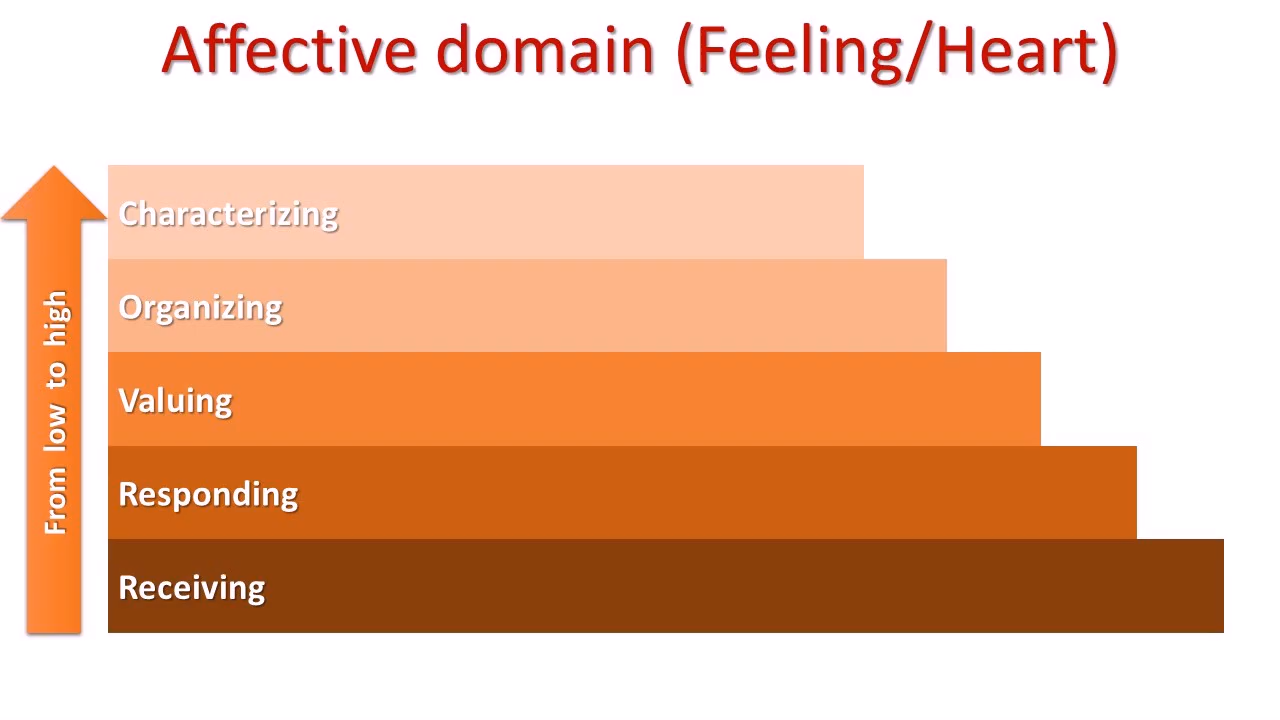 Affective domain (Feeling/Heart)
From low to high
Characterizing
Organizing
Valuing
Responding
Receiving